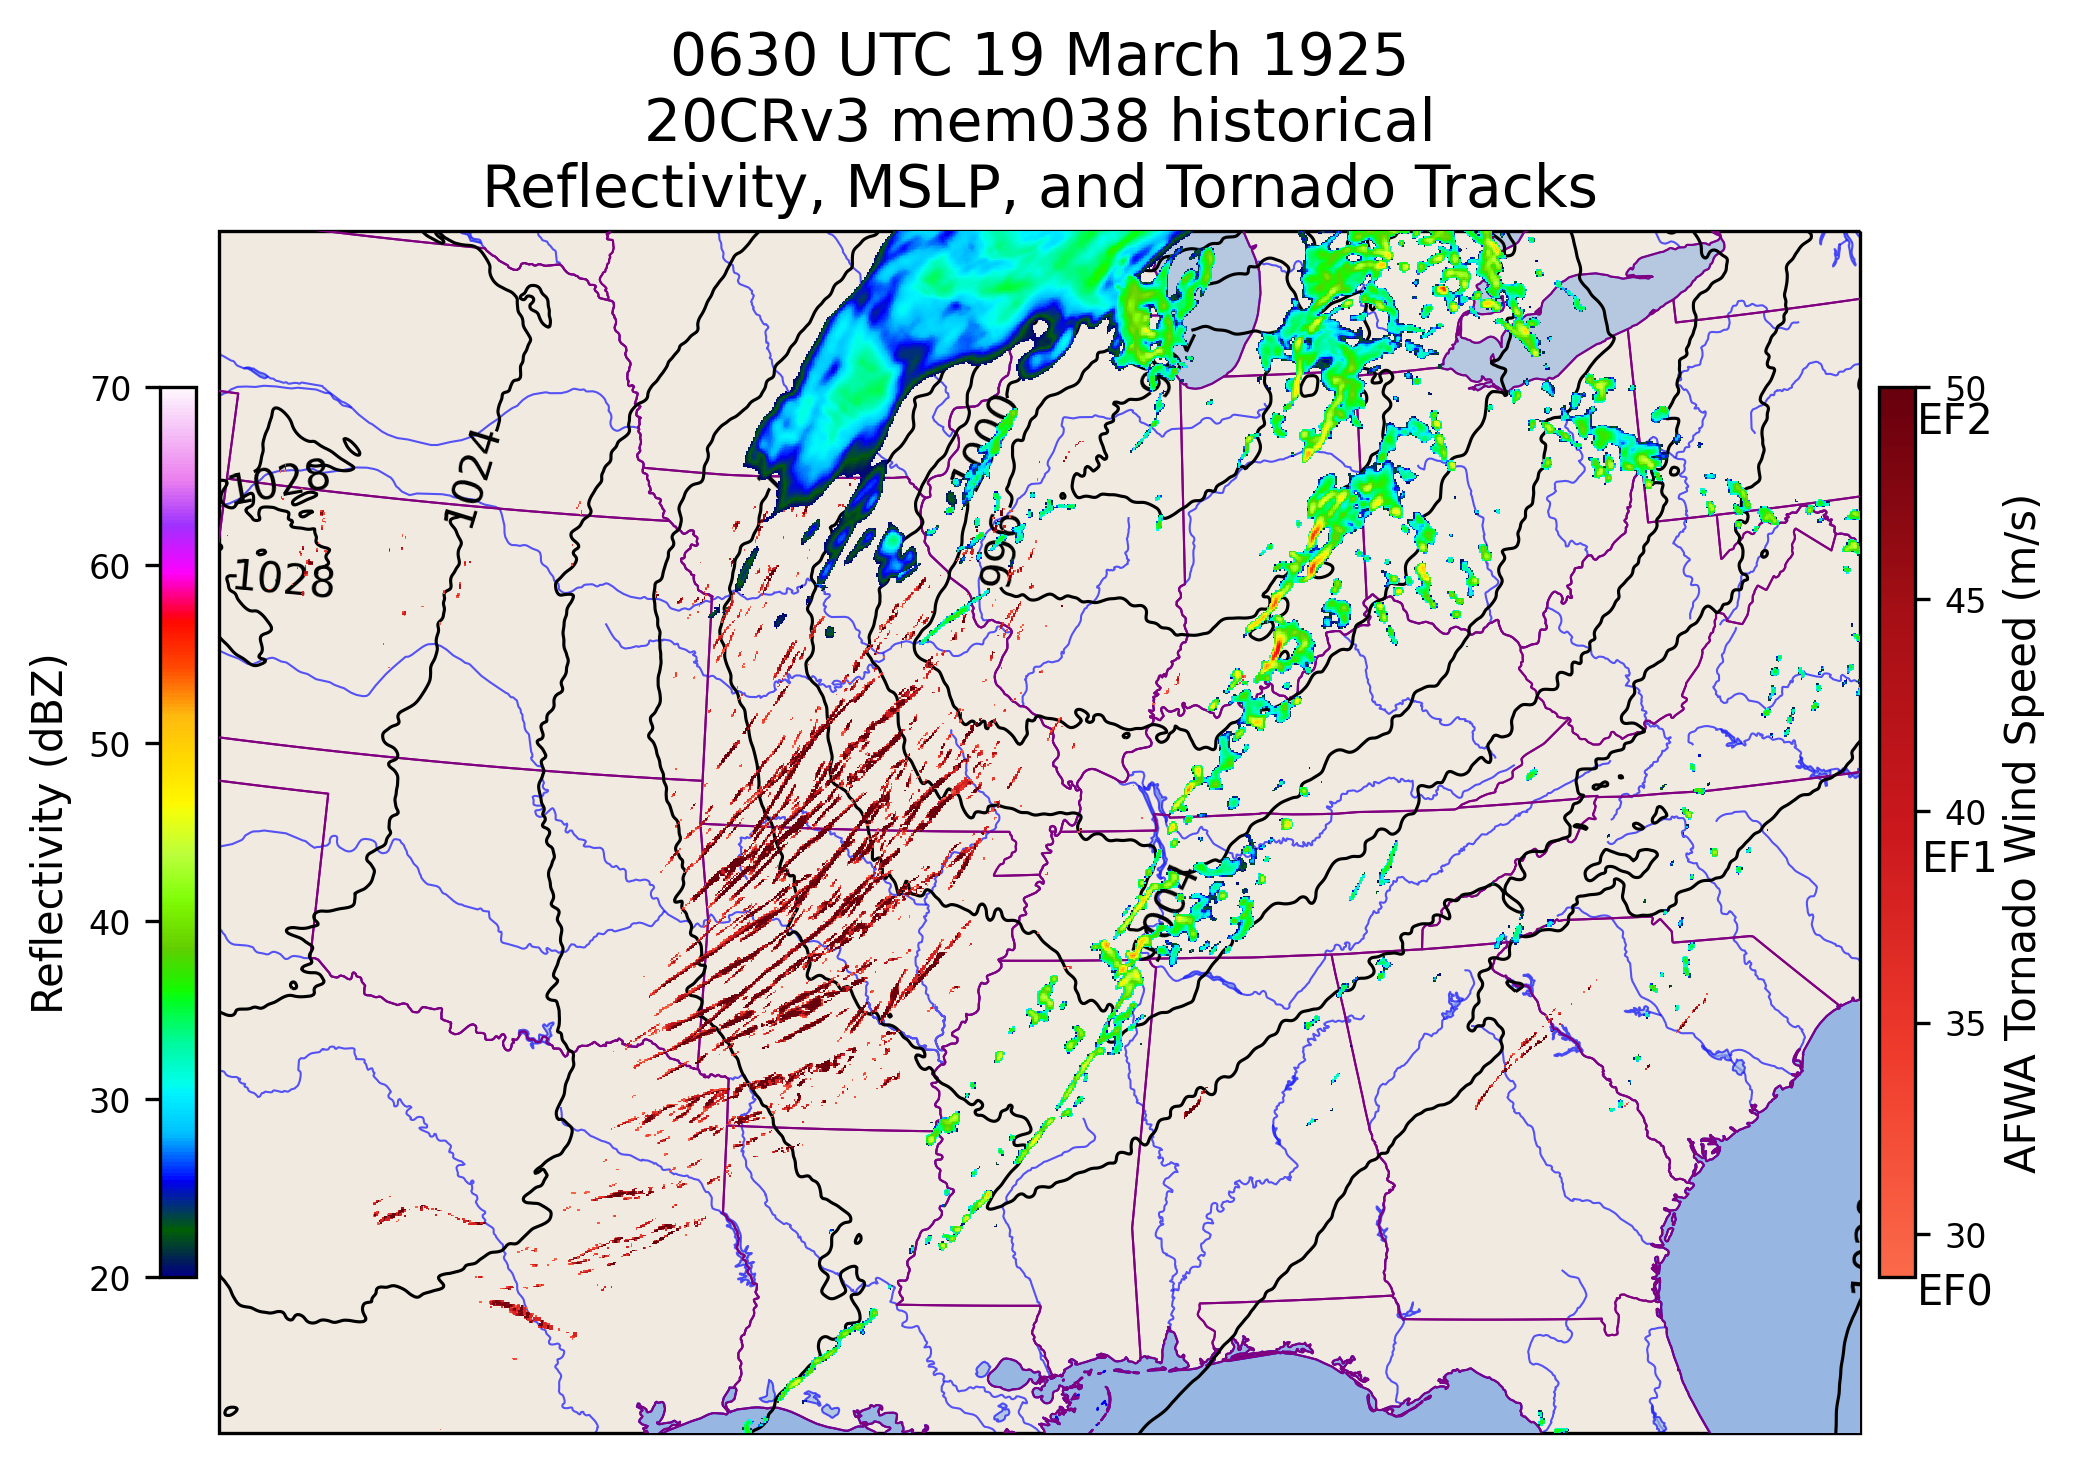 0630 UTC 19 March 1925
20CRv3 mem038 historical
Reflectivity, MSLP, and Tornado Tracks
Reflectivity (dBZ)
70
60
50
40
30
20
1028
1028
1024
1000
996
1004
50
EF2
45
40
EF1
35
30
EF0
AFWA Tornado Wind Speed (m/s)